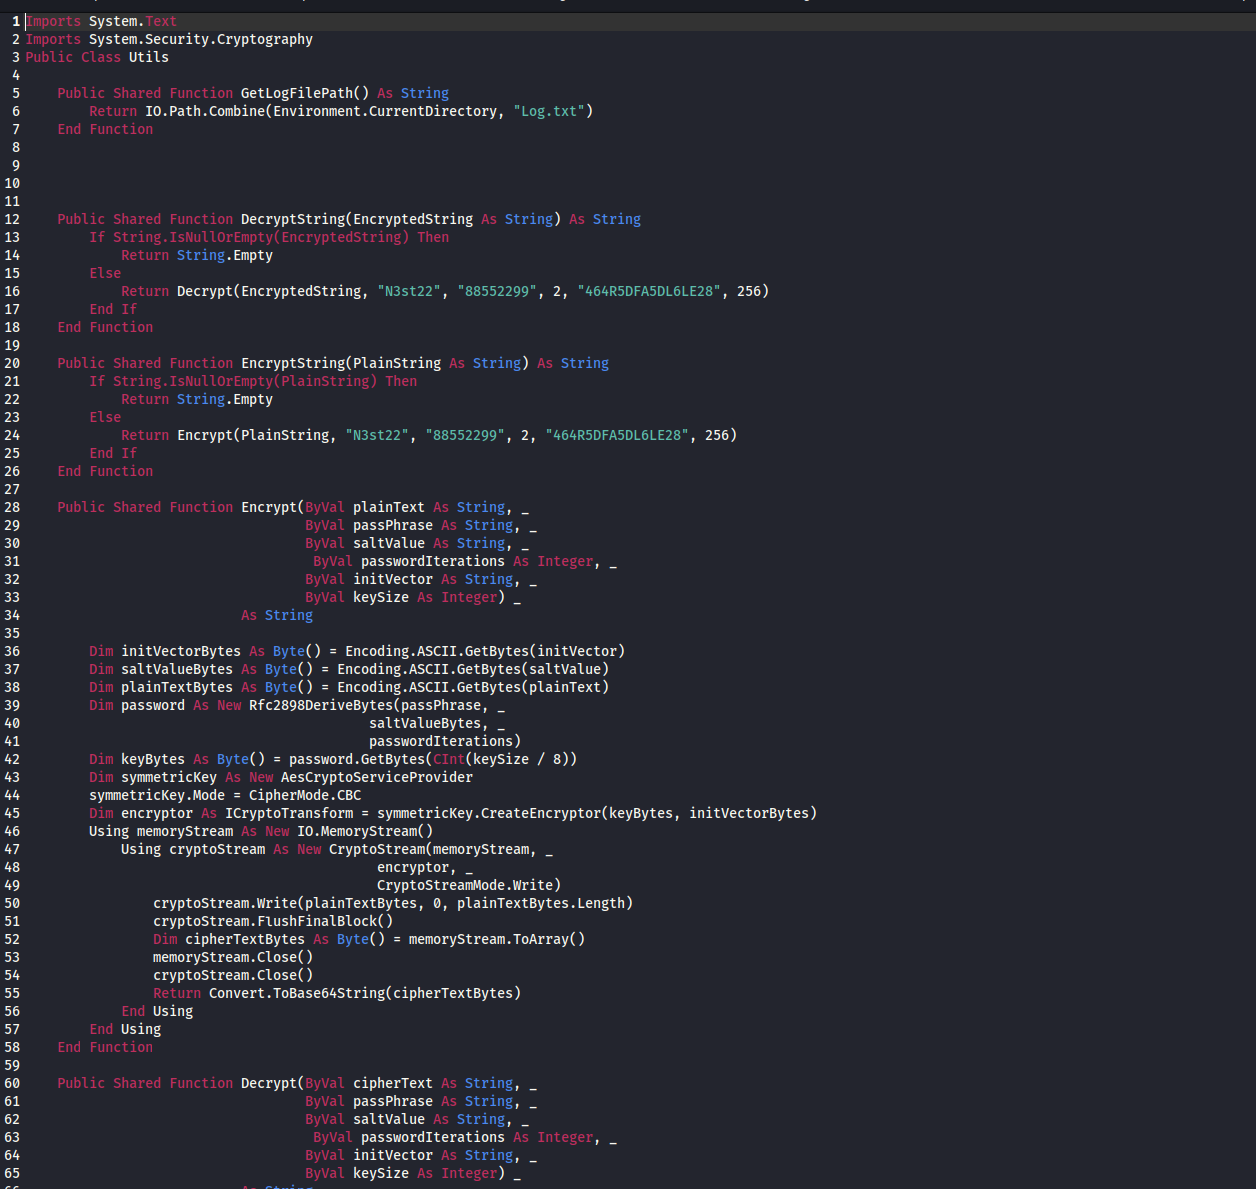 1 Imports System.Text
2 Imports System.Security.Cryptography
3 Public Class Utils
4
5     Public Shared Function GetLogFilePath() As String
6         Return IO.Path.Combine(Environment.CurrentDirectory, "Log.txt")
7     End Function
8
9
10
11
12     Public Shared Function DecryptString(EncryptedString As String) As String
13         If String.IsNullOrEmpty(EncryptedString) Then
14             Return String.Empty
15         Else
16             Return Decrypt(EncryptedString, "N3st22", "88552299", 2, "464R5DFA5DL6LE28", 256)
17         End If
18     End Function
19
20     Public Shared Function EncryptString(PlainString As String) As String
21         If String.IsNullOrEmpty(PlainString) Then
22             Return String.Empty
23         Else
24             Return Encrypt(PlainString, "N3st22", "88552299", 2, "464R5DFA5DL6LE28", 256)
25         End If
26     End Function
27
28     Public Shared Function Encrypt(ByVal plainText As String, _
29                                    ByVal passPhrase As String, _
30                                    ByVal saltValue As String, _
31                                     ByVal passwordIterations As Integer, _
32                                    ByVal initVector As String, _
33                                    ByVal keySize As Integer) _
34                            As String
35
36         Dim initVectorBytes As Byte() = Encoding.ASCII.GetBytes(initVector)
37         Dim saltValueBytes As Byte() = Encoding.ASCII.GetBytes(saltValue)
38         Dim plainTextBytes As Byte() = Encoding.ASCII.GetBytes(plainText)
39         Dim password As New Rfc2898DeriveBytes(passPhrase, _
40                                            saltValueBytes, _
41                                            passwordIterations)
42         Dim keyBytes As Byte() = password.GetBytes(CInt(keySize / 8))
43         Dim symmetricKey As New AesCryptoServiceProvider
44         symmetricKey.Mode = CipherMode.CBC
45         Dim encryptor As ICryptoTransform = symmetricKey.CreateEncryptor(keyBytes, initVectorBytes)
46         Using memoryStream As New IO.MemoryStream()
47             Using cryptoStream As New CryptoStream(memoryStream, _
48                                             encryptor, _
49                                             CryptoStreamMode.Write)
50                 cryptoStream.Write(plainTextBytes, 0, plainTextBytes.Length)
51                 cryptoStream.FlushFinalBlock()
52                 Dim cipherTextBytes As Byte() = memoryStream.ToArray()
53                 memoryStream.Close()
54                 cryptoStream.Close()
55                 Return Convert.ToBase64String(cipherTextBytes)
56             End Using
57         End Using
58     End Function
59
60     Public Shared Function Decrypt(ByVal cipherText As String, _
61                                    ByVal passPhrase As String, _
62                                    ByVal saltValue As String, _
63                                     ByVal passwordIterations As Integer, _
64                                    ByVal initVector As String, _
65                                    ByVal keySize As Integer) _
66                            As String